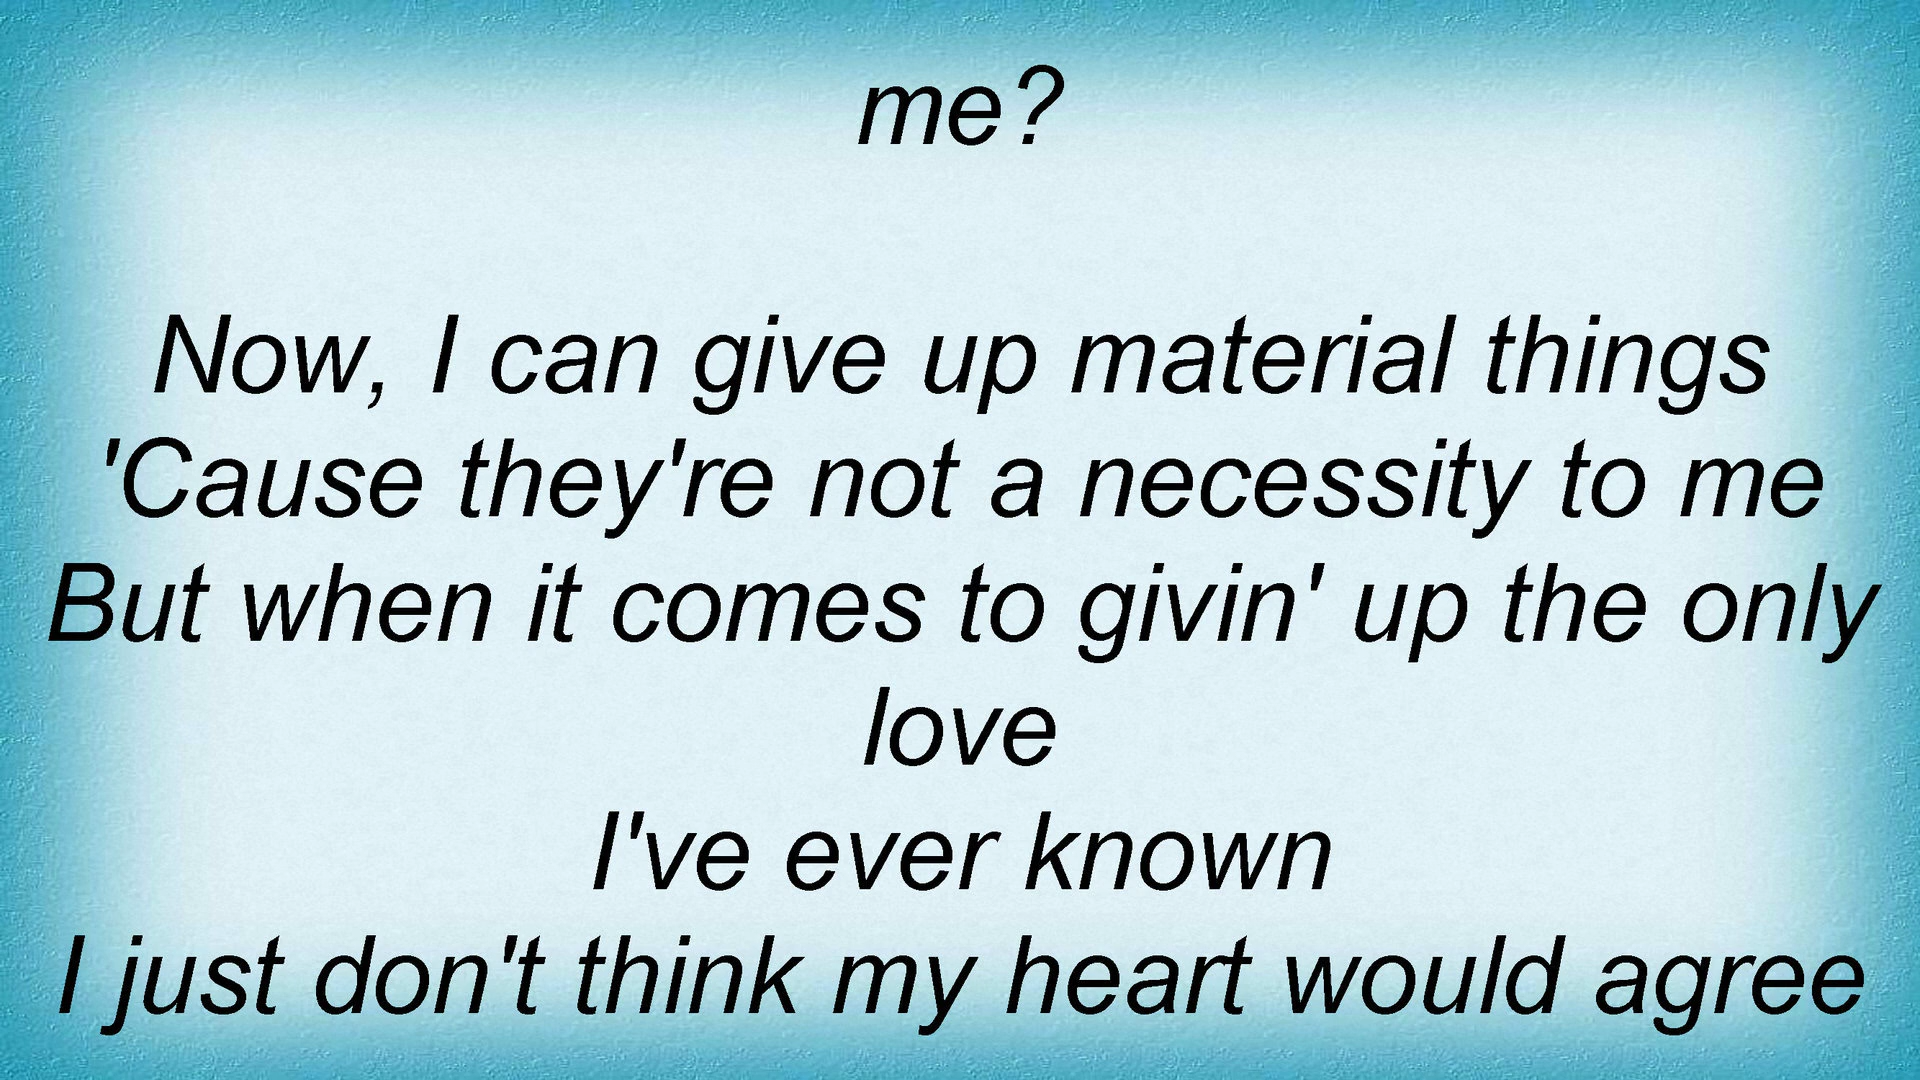 me?
Now, I can give up material things
'Cause they're not a necessity to me
But when it comes to givin' up the only
love
I've ever known
I just don't think my heart would agree